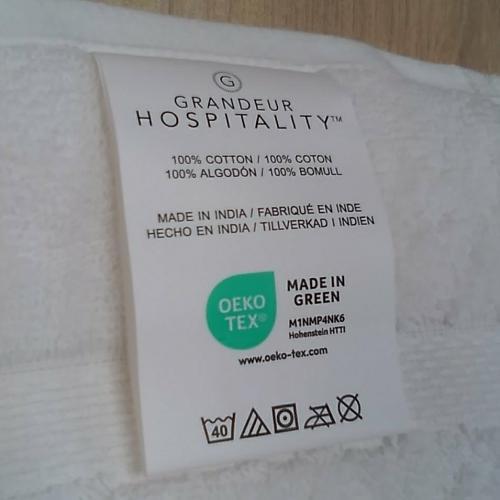 G
GRANDEUR
HOSPITALITY™
100% COTTON / 100% COTON
100% ALGODÓN / 100% BOMULL
MADE IN INDIA / FABRIQUÉ EN INDE
HECHO EN INDIA / TILLVERKAD I INDIEN
OEKO
TEX®
MADE IN
GREEN
M1NMP4NK6
Hohenstein HTTI
www.oeko-tex.com
40